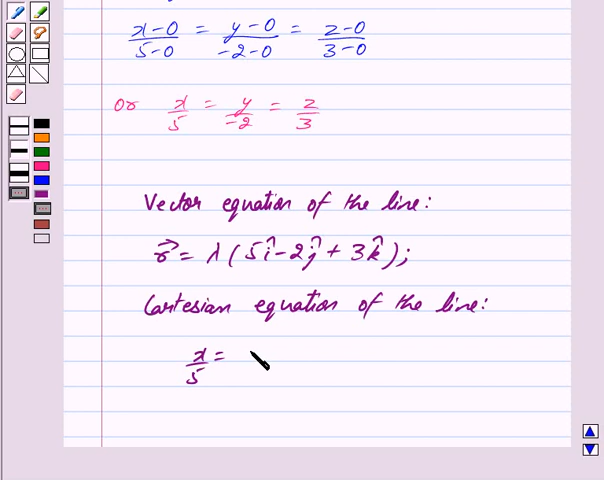 x-0/5-0 = y-0/-2-0 = z-0/3-0
or x/5 = y/-2 = z/3
Vector equation of the line:
r⃗ = λ(5î - 2ĵ + 3k̂);
Cartesian equation of the line:
x/5 =